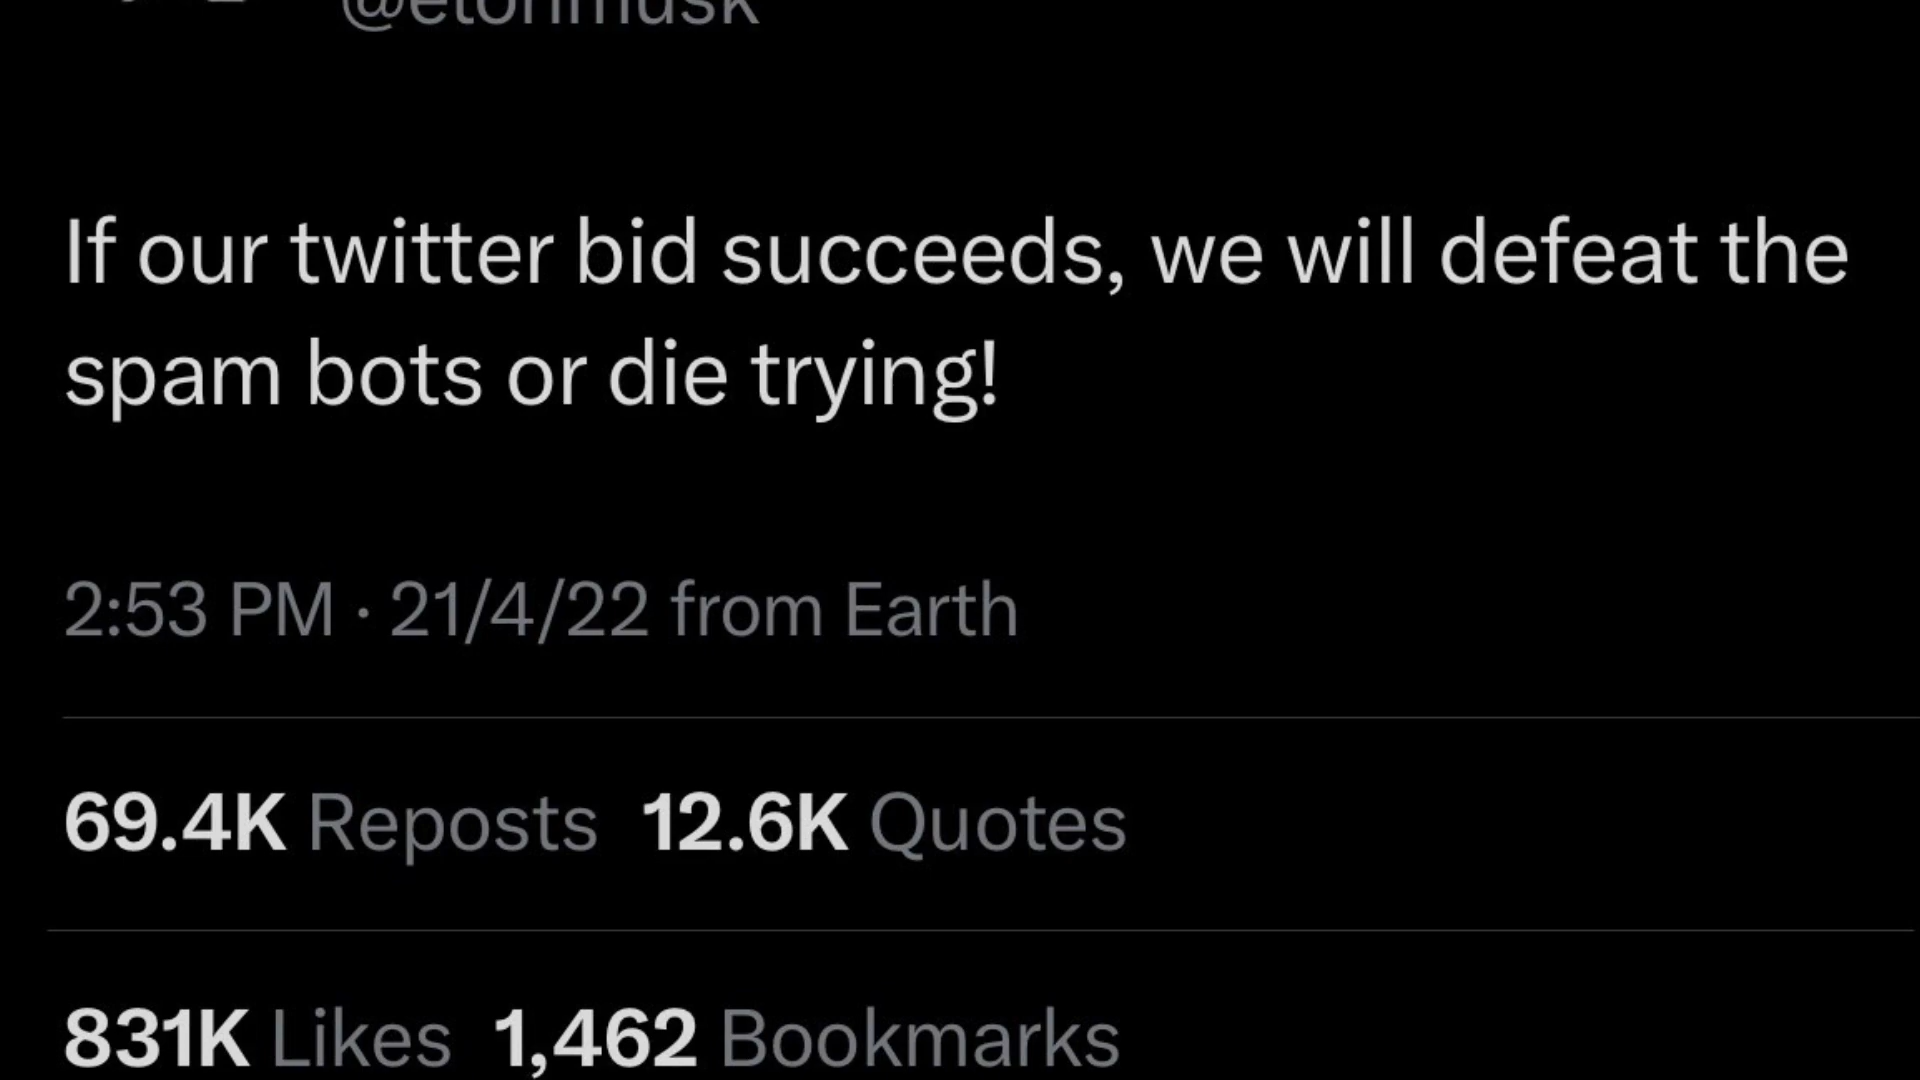 @elonmusk
If our twitter bid succeeds, we will defeat the
spam bots or die trying!
2:53 PM · 21/4/22 from Earth
69.4K Reposts 12.6K Quotes
831K Likes 1,462 Bookmarks